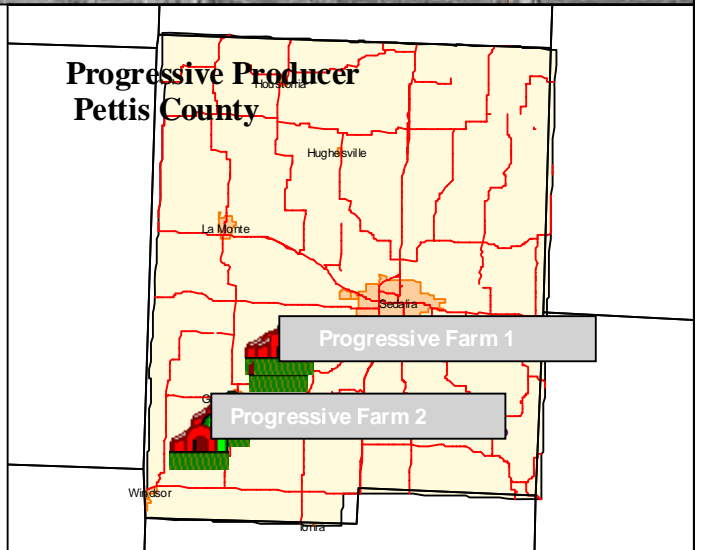 Progressive Producer
Pettis County
Houstonia
Hughesville
La Monte
Sedalia
Progressive Farm 1
Progressive Farm 2
Windsor
Ionia